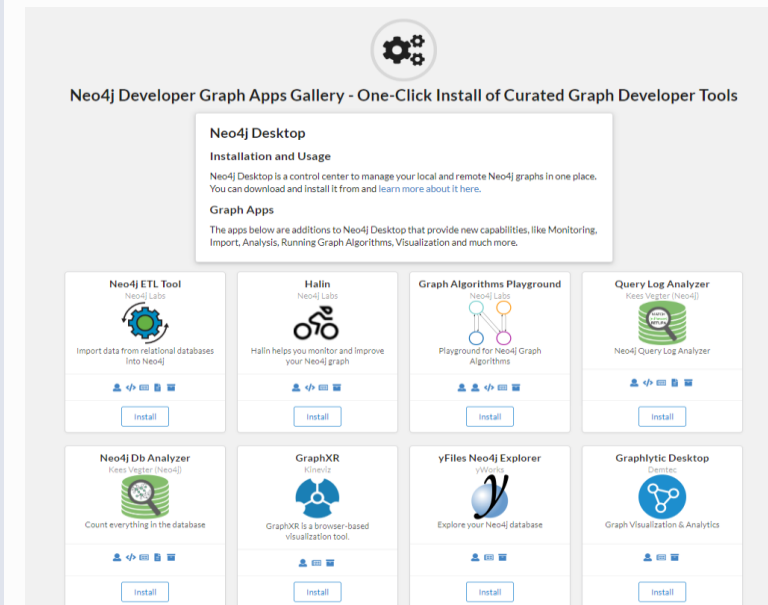 Neo4j Developer Graph Apps Gallery - One-Click Install of Curated Graph Developer Tools
Neo4j Desktop
Installation and Usage
Neo4j Desktop is a control center to manage your local and remote Neo4j graphs in one place.
You can download and install it from and learn more about it here.
Graph Apps
The apps below are additions to Neo4j Desktop that provide new capabilities, like Monitoring,
Import, Analysis, Running Graph Algorithms, Visualization and much more.
Neo4j ETL Tool
Neo4j Labs
Import data from relational databases
into Neo4j
Install
Halin
Neo4j Labs
Halin helps you monitor and improve
your Neo4j graph
Install
Graph Algorithms Playground
Neo4j Labs
Playground for Neo4j Graph
Algorithms
Install
Query Log Analyzer
Kees Vegter (Neo4j)
Neo4j Query Log Analyzer
Install
Neo4j Db Analyzer
Kees Vegter (Neo4j)
Count everything in the database
Install
GraphXR
Kineviz
GraphXR is a browser-based
visualization tool.
Install
yFiles Neo4j Explorer
yWorks
y
Explore your Neo4j database
Install
Graphlytic Desktop
Demtec
Graph Visualization & Analytics
Install